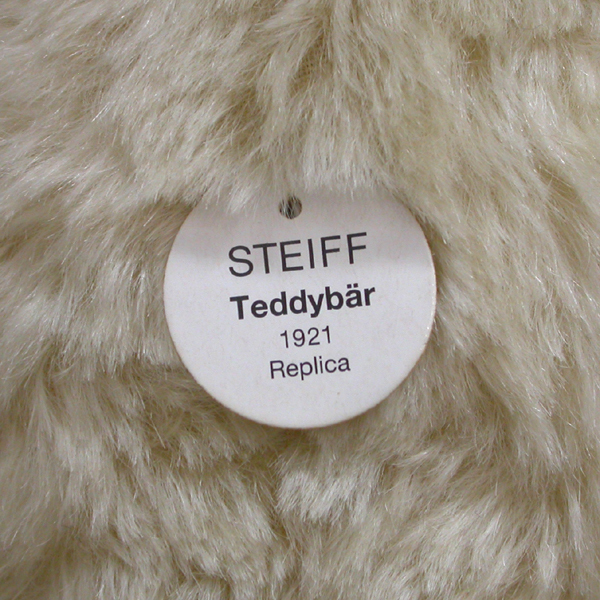 STEIFF
Teddybär
1921
Replica